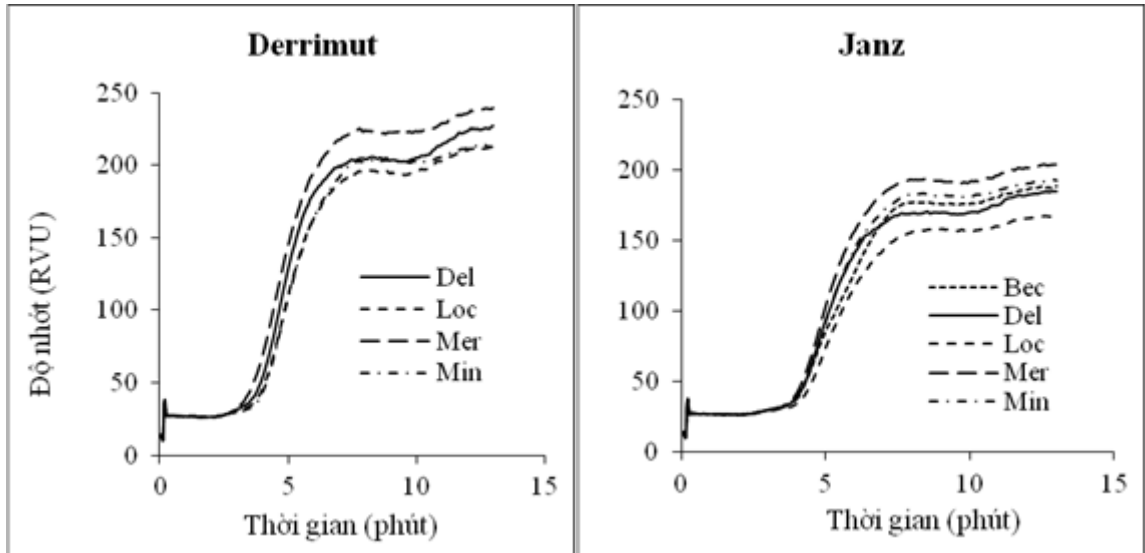 Derrimut
250
200
150
100
50
0
Độ nhớt (RVU)
0 5 10 15
Thời gian (phút)
Del
Loc
Mer
Min
Janz
250
200
150
100
50
0
0 5 10 15
Thời gian (phút)
Bec
Del
Loc
Mer
Min